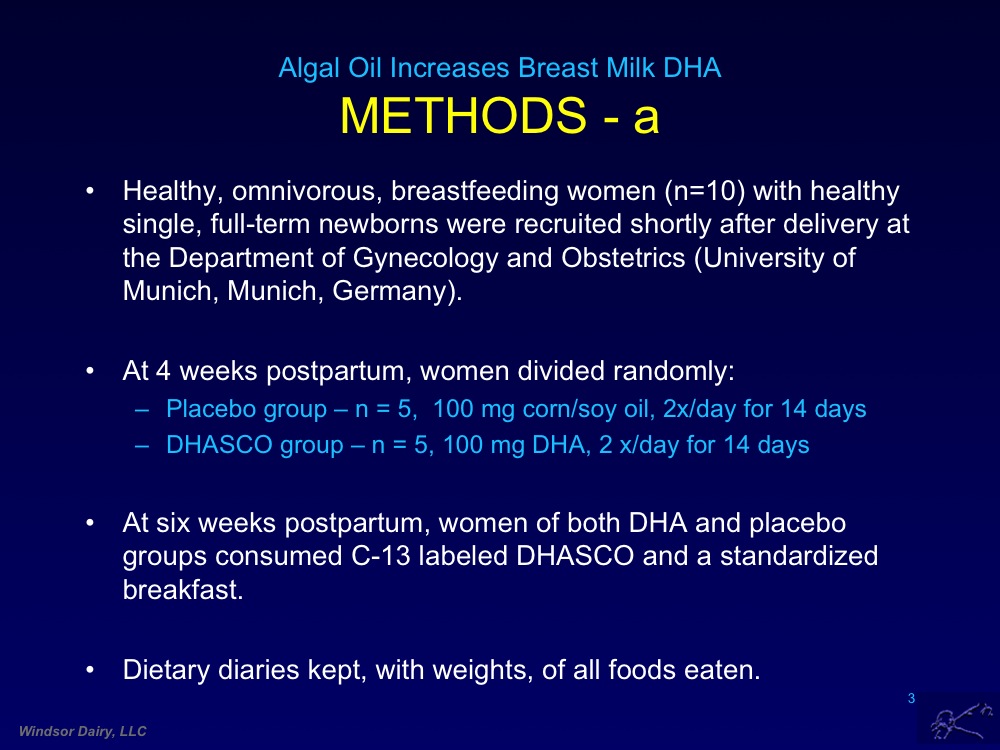 Algal Oil Increases Breast Milk DHA
METHODS - a
• Healthy, omnivorous, breastfeeding women (n=10) with healthy
single, full-term newborns were recruited shortly after delivery at
the Department of Gynecology and Obstetrics (University of
Munich, Munich, Germany).
• At 4 weeks postpartum, women divided randomly:
– Placebo group – n = 5,  100 mg corn/soy oil, 2x/day for 14 days
– DHASCO group – n = 5, 100 mg DHA, 2 x/day for 14 days
• At six weeks postpartum, women of both DHA and placebo
groups consumed C-13 labeled DHASCO and a standardized
breakfast.
• Dietary diaries kept, with weights, of all foods eaten.
3
Windsor Dairy, LLC